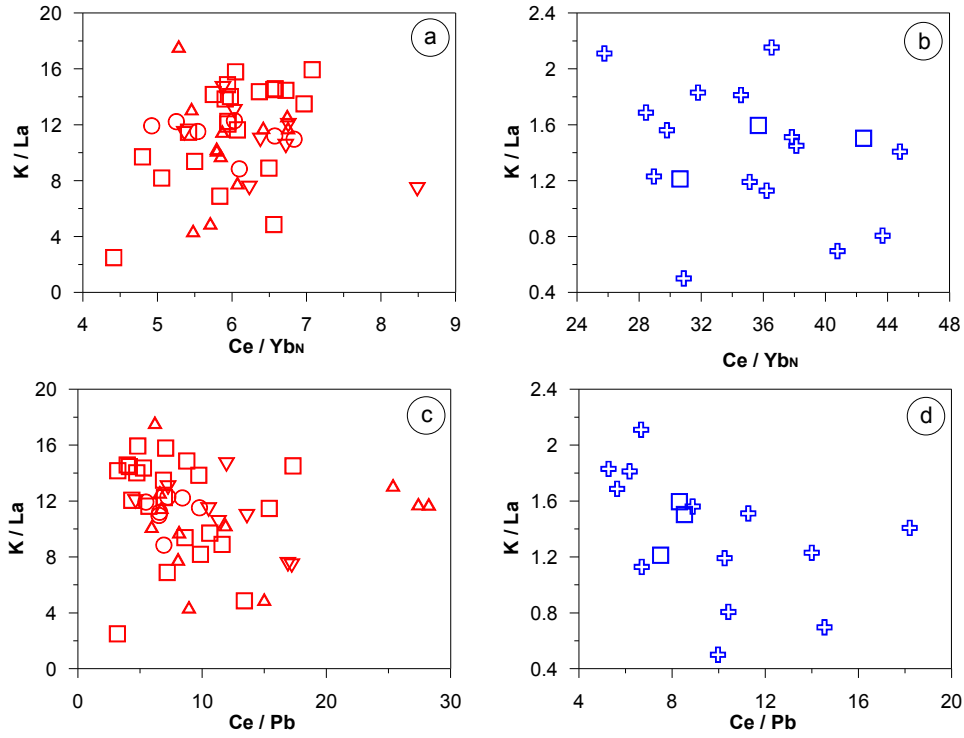 20
16
12
8
4
0
K / La
a
4 5 6 7 8 9
Ce / YbN
2.4
2
1.6
1.2
0.8
0.4
K / La
b
24 28 32 36 40 44 48
Ce / YbN
20
16
12
8
4
0
K / La
c
0 10 20 30
Ce / Pb
2.4
2
1.6
1.2
0.8
0.4
K / La
d
4 8 12 16 20
Ce / Pb